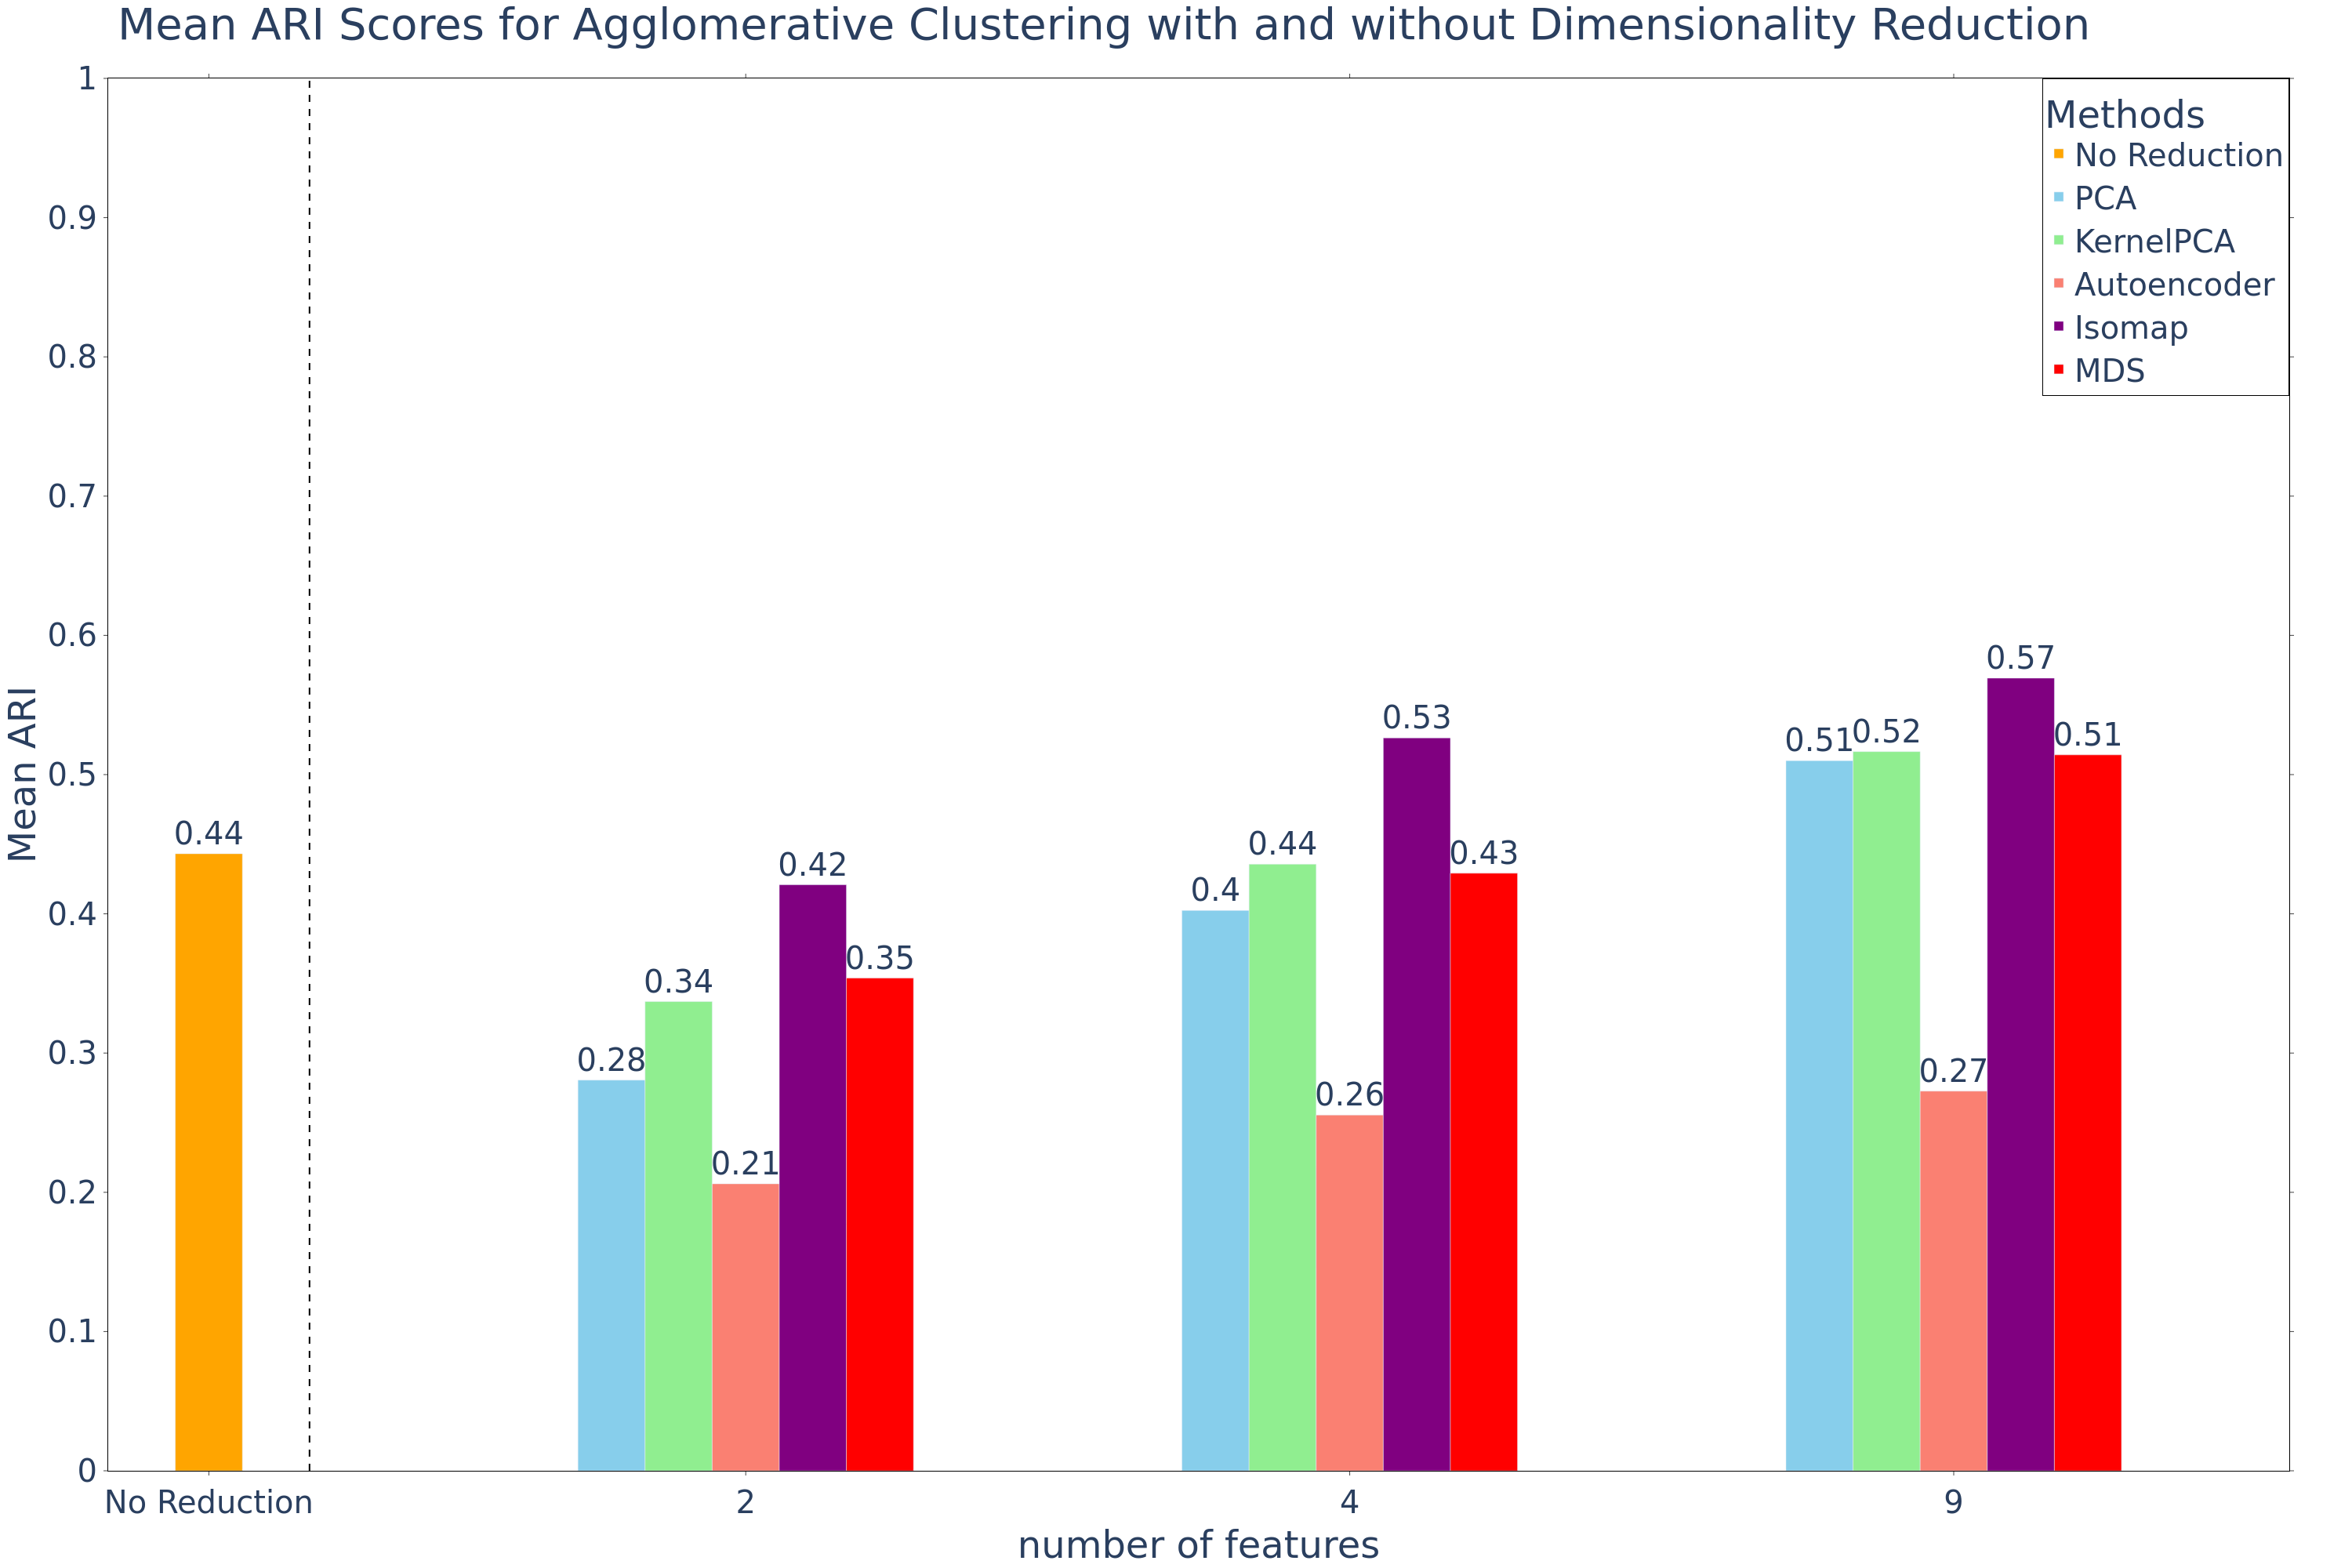 Mean ARI Scores for Agglomerative Clustering with and without Dimensionality Reduction
Methods
No Reduction
PCA
KernelPCA
Autoencoder
Isomap
MDS
Mean ARI
1
0.9
0.8
0.7
0.6
0.5
0.4
0.3
0.2
0.1
0
0.44
0.28
0.34
0.21
0.42
0.35
0.4
0.44
0.26
0.53
0.43
0.51
0.52
0.27
0.57
0.51
No Reduction
2
4
9
number of features